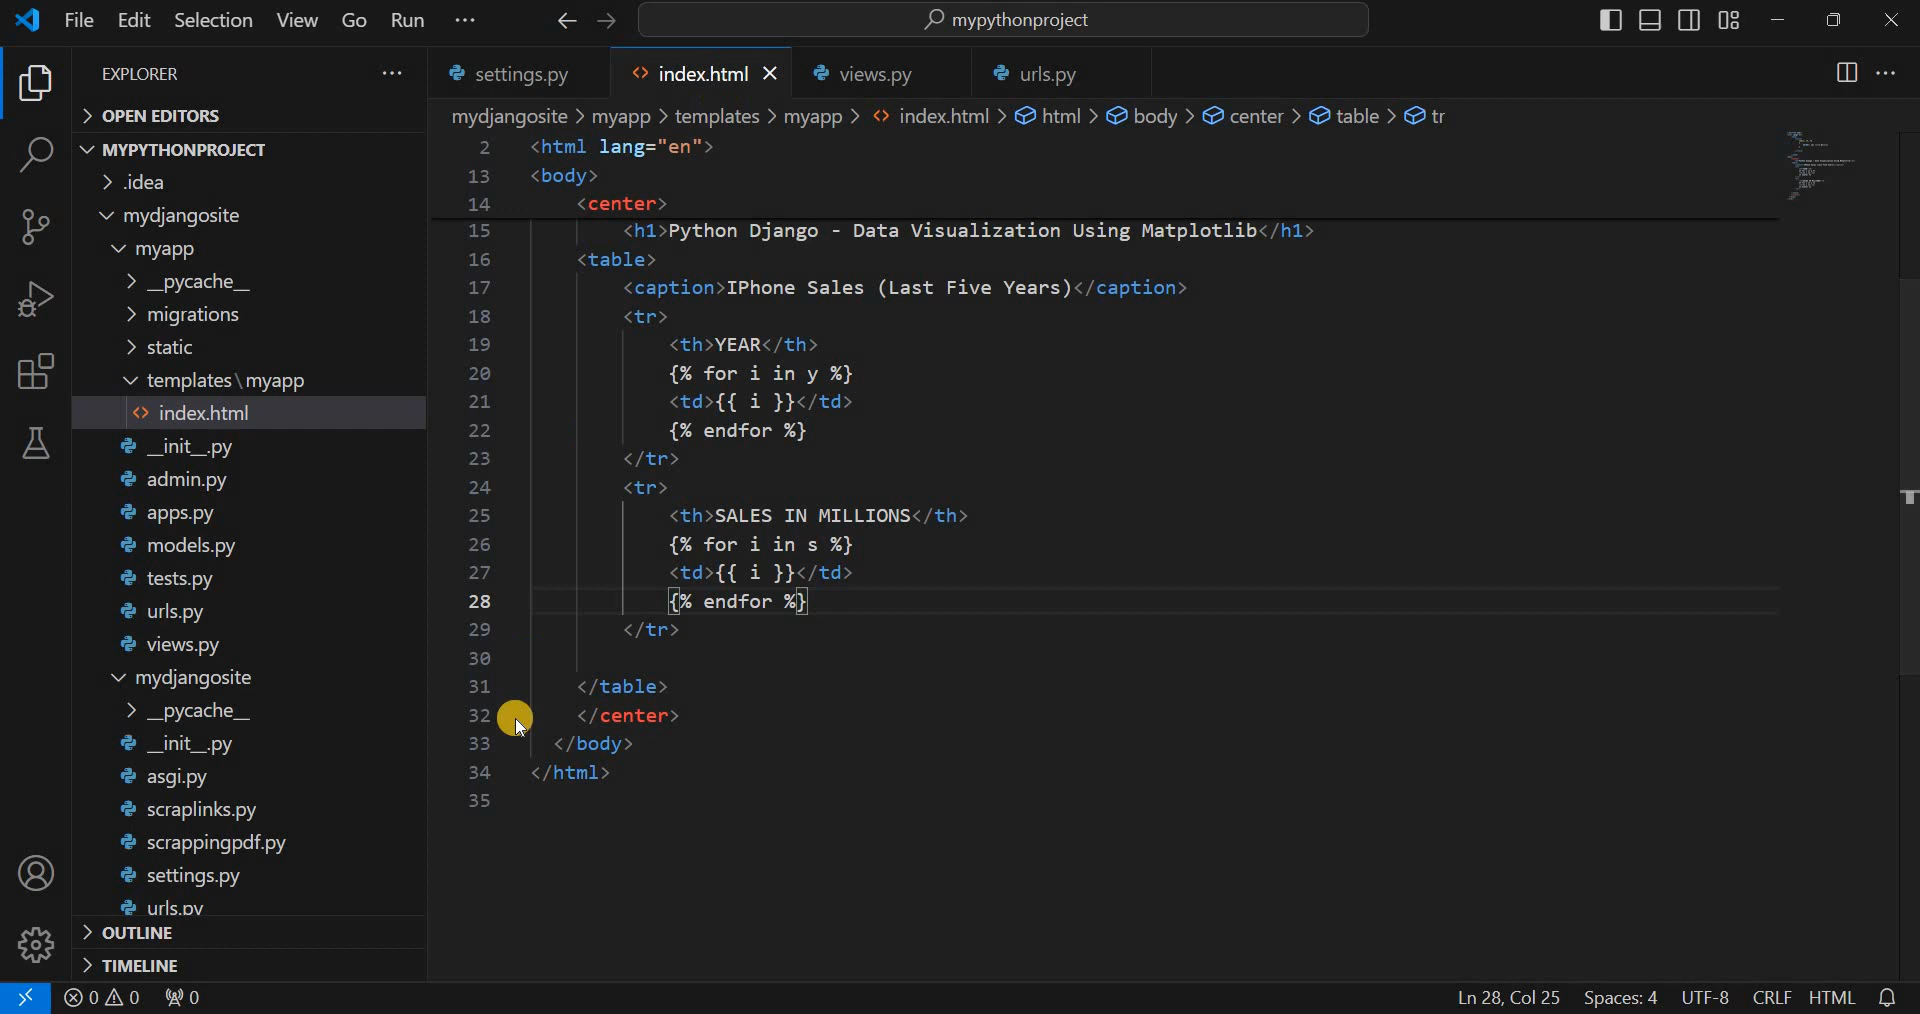 File Edit Selection View Go Run ··· mypythonproject
EXPLORER ···
OPEN EDITORS
MYPYTHONPROJECT
.idea
mydjangosite
myapp
__pycache__
migrations
static
templates\myapp
index.html
__init__.py
admin.py
apps.py
models.py
tests.py
urls.py
views.py
mydjangosite
__pycache__
__init__.py
asgi.py
scraplinks.py
scrappingpdf.py
settings.py
urls.py
OUTLINE
TIMELINE
settings.py index.html views.py urls.py
mydjangosite > myapp > templates > myapp > index.html > html > body > center > table > tr
2 <html lang="en">
13 <body>
14 <center>
15 <h1>Python Django - Data Visualization Using Matplotlib</h1>
16 <table>
17 <caption>IPhone Sales (Last Five Years)</caption>
18 <tr>
19 <th>YEAR</th>
20 {% for i in y %}
21 <td>{{ i }}</td>
22 {% endfor %}
23 </tr>
24 <tr>
25 <th>SALES IN MILLIONS</th>
26 {% for i in s %}
27 <td>{{ i }}</td>
28 {% endfor %}
29 </tr>
30
31 </table>
32 </center>
33 </body>
34 </html>
35
0 0 0 Ln 28, Col 25 Spaces: 4 UTF-8 CRLF HTML